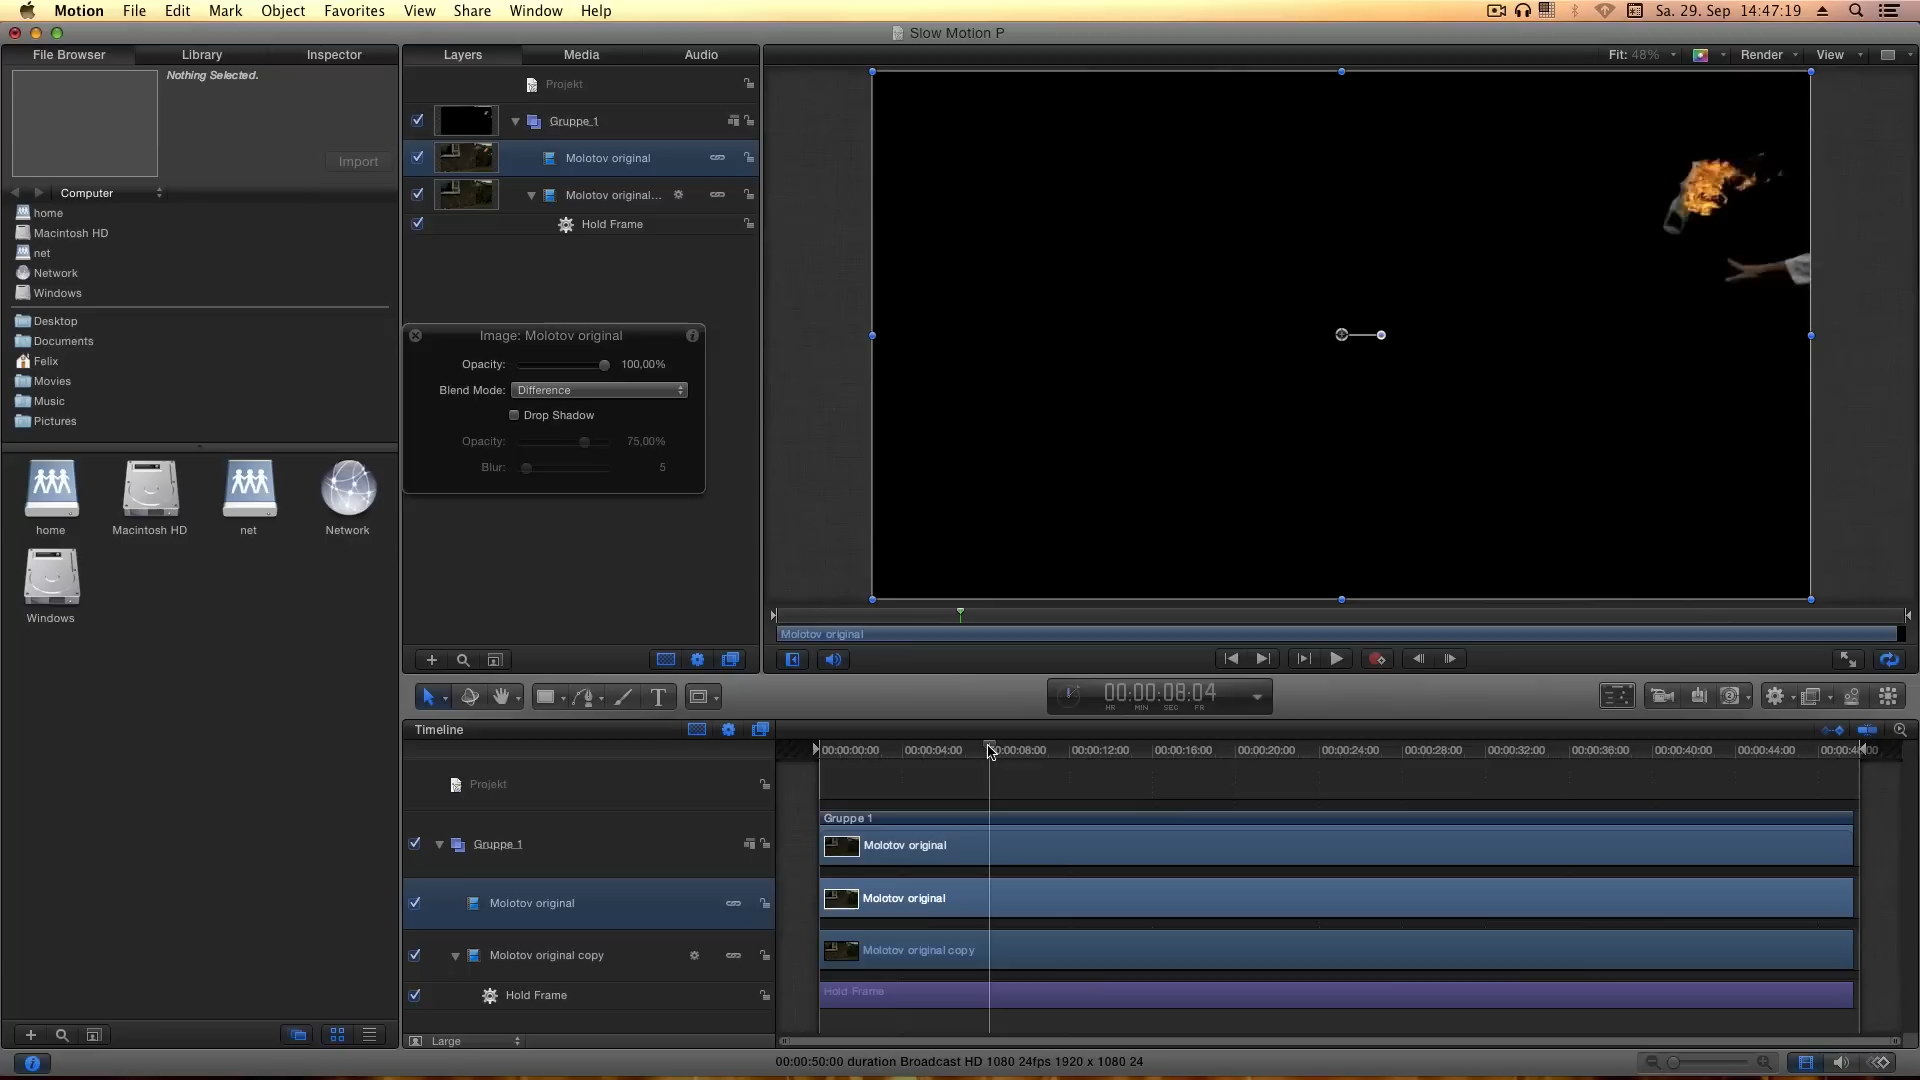 Motion File Edit Mark Object Favorites View Share Window Help
Sa. 29. Sep 14:47:19
Slow Motion P
File Browser Library Inspector
Layers Media Audio
Fit: 48% Render View
Nothing Selected.
Import
Computer
home
Macintosh HD
net
Network
Windows
Desktop
Documents
Felix
Movies
Music
Pictures
home
Macintosh HD
net
Network
Windows
Projekt
Gruppe 1
Molotov original
Molotov original...
Hold Frame
Image: Molotov original
Opacity: 100,00%
Blend Mode: Difference
Drop Shadow
Opacity: 75,00%
Blur: 5
Molotov original
00:00:08:04
HR MIN SEC FR
Timeline
00:00:00:00 00:00:04:00 00:00:08:00 00:00:12:00 00:00:16:00 00:00:20:00 00:00:24:00 00:00:28:00 00:00:32:00 00:00:36:00 00:00:40:00 00:00:44:00
Projekt
Gruppe 1
Gruppe 1
Molotov original
Molotov original
Molotov original
Molotov original copy
Molotov original copy
Hold Frame
Hold Frame
Large
00:00:50:00 duration Broadcast HD 1080 24fps 1920 x 1080 24